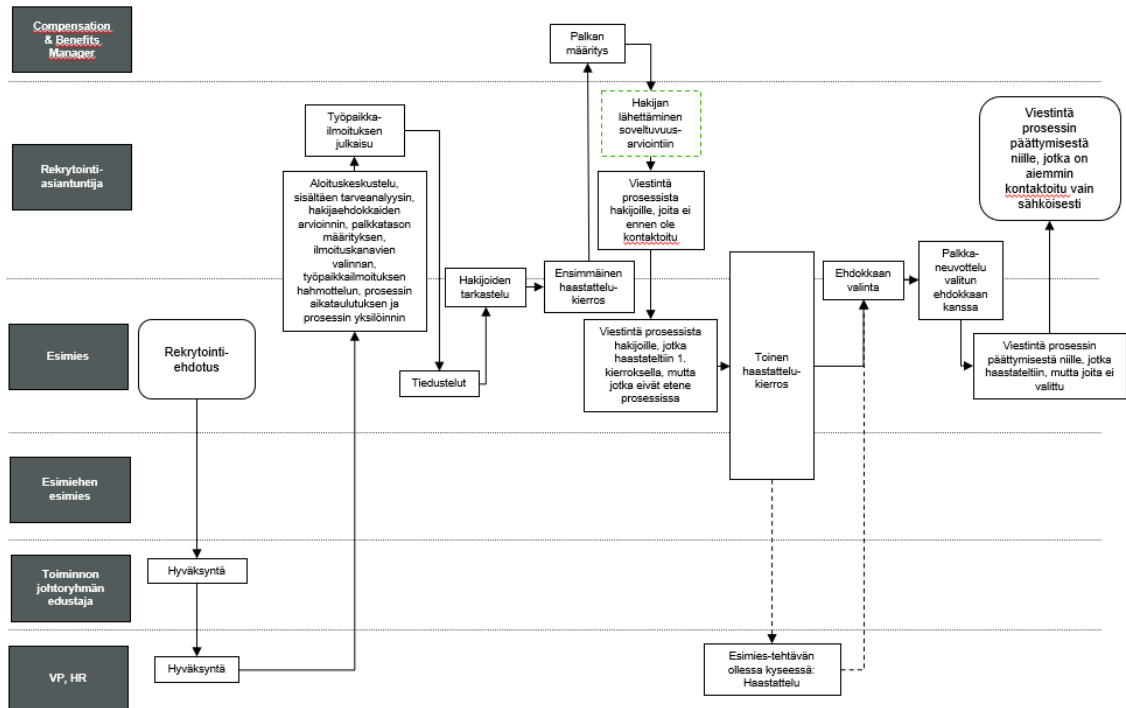 Compensation
& Benefits
Manager
Palkan
määritys
Rekrytointi-
asiantuntija
Työpaikka-
ilmoituksen
julkaisu
Aloituskeskustelu,
sisältäen tarveanalyysin,
hakijaehdokkaiden
arvioinnin, palkkatason
määrityksen,
ilmoituskanavien
valinnan,
työpaikkailmoituksen
hahmottelun, prosessin
aikataulutuksen ja
prosessin yksilöinnin
Hakijan
lähettäminen
soveltuvuus-
arviointiin
Viestintä
prosessista
hakijoille, joita ei
ennen ole
kontaktoitu
Viestintä
prosessin
päättymisestä
niille, jotka on
aiemmin
kontaktoitu vain
sähköisesti
Hakijoiden
tarkastelu
Ensimmäinen
haastattelu-
kierros
Ehdokkaan
valinta
Palkka-
neuvottelu
valitun
ehdokkaan
kanssa
Esimies
Rekrytointi-
ehdotus
Tiedustelut
Viestintä prosessista
hakijoille, jotka
haastateltiin 1.
kierroksella, mutta
jotka eivät etene
prosessissa
Toinen
haastattelu-
kierros
Viestintä prosessin
päättymisestä niille, jotka
haastateltiin, mutta joita ei
valittu
Esimiehen
esimies
Toiminnon
johtoryhmän
edustaja
Hyväksyntä
VP, HR
Hyväksyntä
Esimies-tehtävän
ollessa kyseessä:
Haastattelu